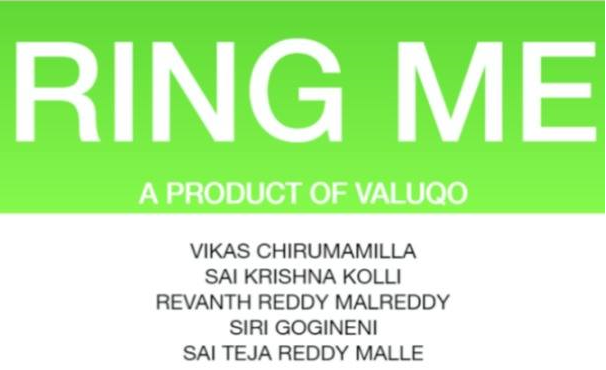 RING ME
A PRODUCT OF VALUQO
VIKAS CHIRUMAMILLA
SAI KRISHNA KOLLI
REVANTH REDDY MALREDDY
SIRI GOGINENI
SAI TEJA REDDY MALLE